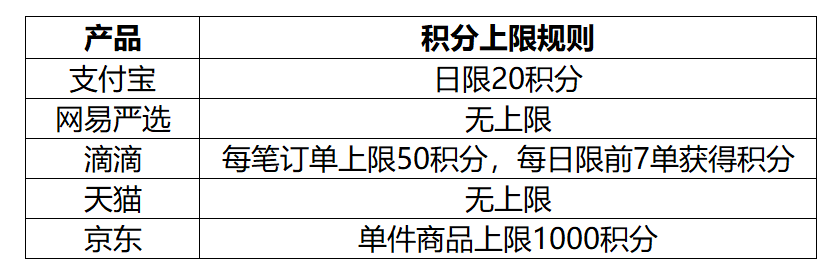 产品 积分上限规则
支付宝 日限20积分
网易严选 无上限
滴滴 每笔订单上限50积分，每日限前7单获得积分
天猫 无上限
京东 单件商品上限1000积分